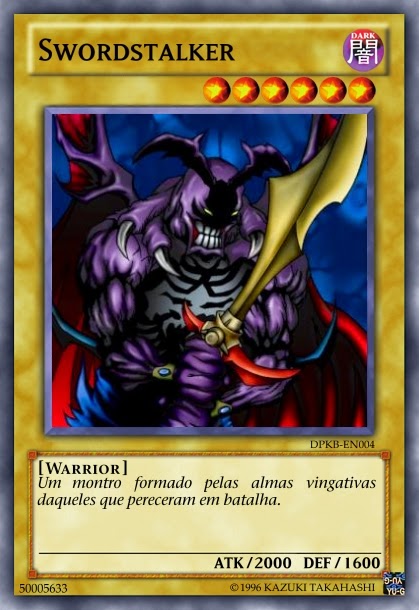 SWORDSTALKER
DARK
闇
DPKB-EN004
[WARRIOR]
Um montro formado pelas almas vingativas
daqueles que pereceram em batalha.
ATK/2000 DEF/1600
50005633
©1996 KAZUKI TAKAHASHI